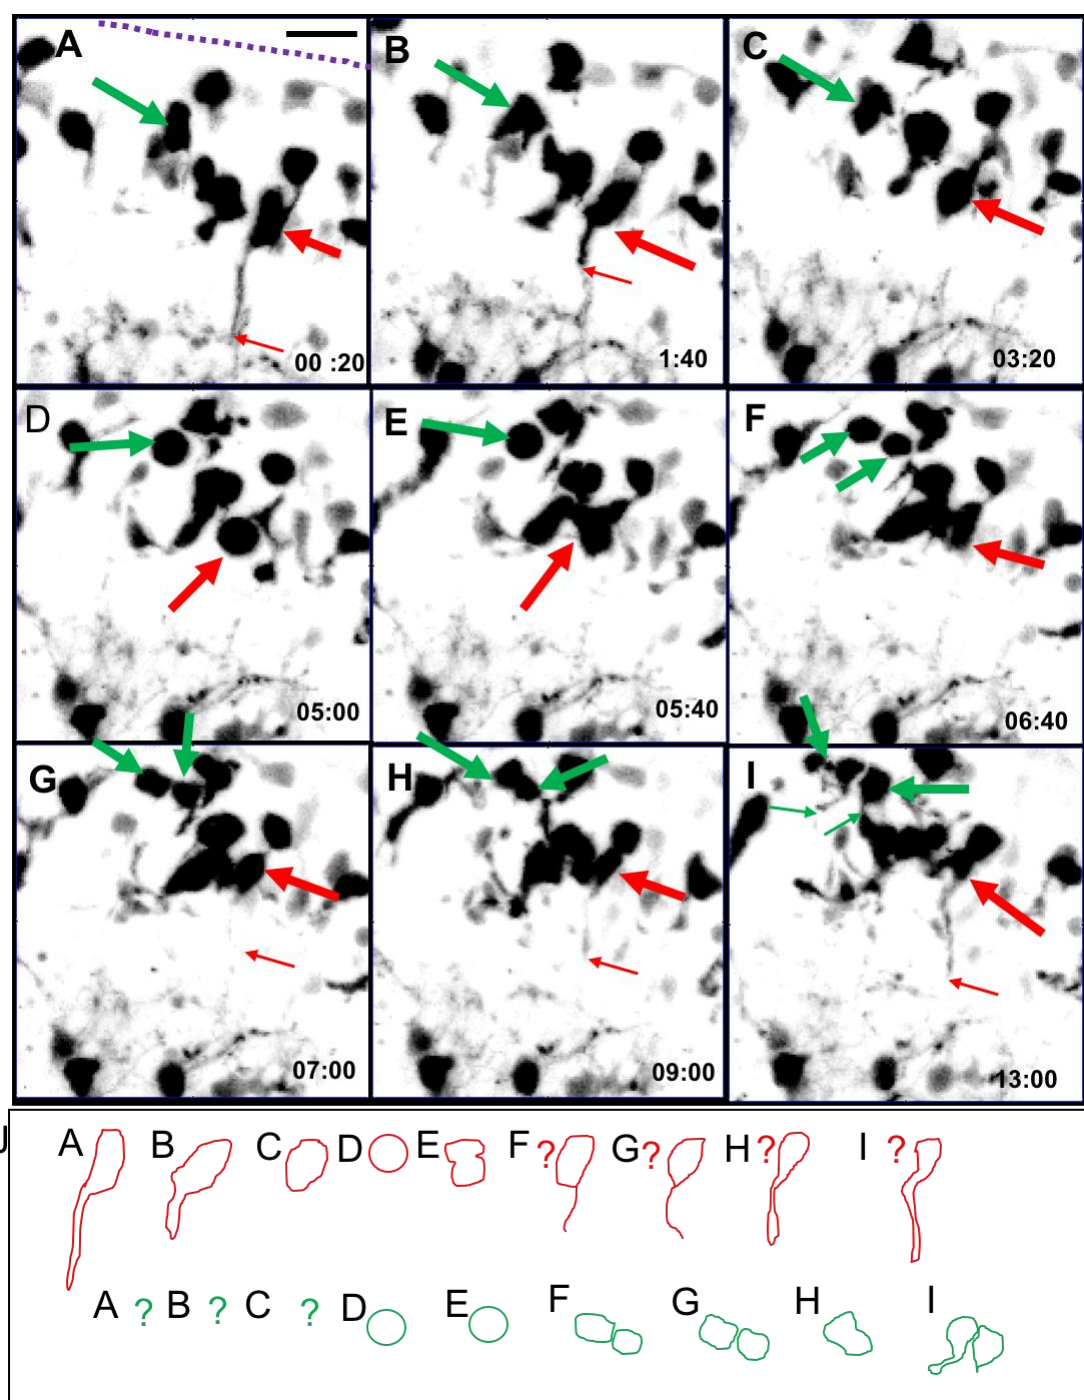 A
00 :20
B
1:40
C
03:20
D
05:00
E
05:40
F
06:40
G
07:00
H
09:00
I
13:00
J
A B C D E F ? G ? H ? I ?
A ? B ? C ? D E F G H I